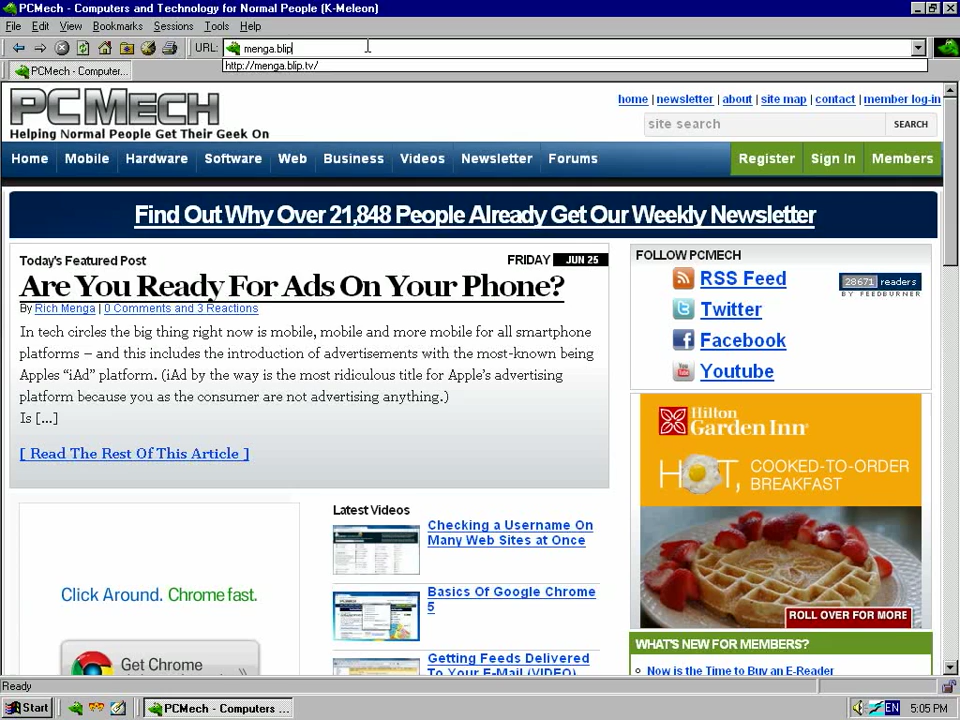 PCMech - Computers and Technology for Normal People (K-Meleon)
File Edit View Bookmarks Sessions Tools Help
URL: menga.blip
http://menga.blip.tv/
PCMech - Computer...
PCMECH
Helping Normal People Get Their Geek On
home | newsletter | about | site map | contact | member log-in
site search SEARCH
Home Mobile Hardware Software Web Business Videos Newsletter Forums Register Sign In Members
Find Out Why Over 21,848 People Already Get Our Weekly Newsletter
Today's Featured Post
FRIDAY JUN 25
Are You Ready For Ads On Your Phone?
By Rich Menga | 0 Comments and 3 Reactions
In tech circles the big thing right now is mobile, mobile and more mobile for all smartphone
platforms – and this includes the introduction of advertisements with the most-known being
Apples “iAd” platform. (iAd by the way is the most ridiculous title for Apple’s advertising
platform because you as the consumer are not advertising anything.)
Is [...]
[ Read The Rest Of This Article ]
FOLLOW PCMECH
RSS Feed
Twitter
Facebook
Youtube
28671 readers
BY FEEDBURNER
Hilton
Garden Inn
HOT, COOKED-TO-ORDER
BREAKFAST
ROLL OVER FOR MORE
Click Around. Chrome fast.
Get Chrome
Latest Videos
Checking a Username On
Many Web Sites at Once
Basics Of Google Chrome
5
Getting Feeds Delivered
To Your E-Mail (VIDEO)
WHAT'S NEW FOR MEMBERS?
Now is the Time to Buy an E-Reader
Ready
Start
PCMech - Computers ...
EN
5:05 PM